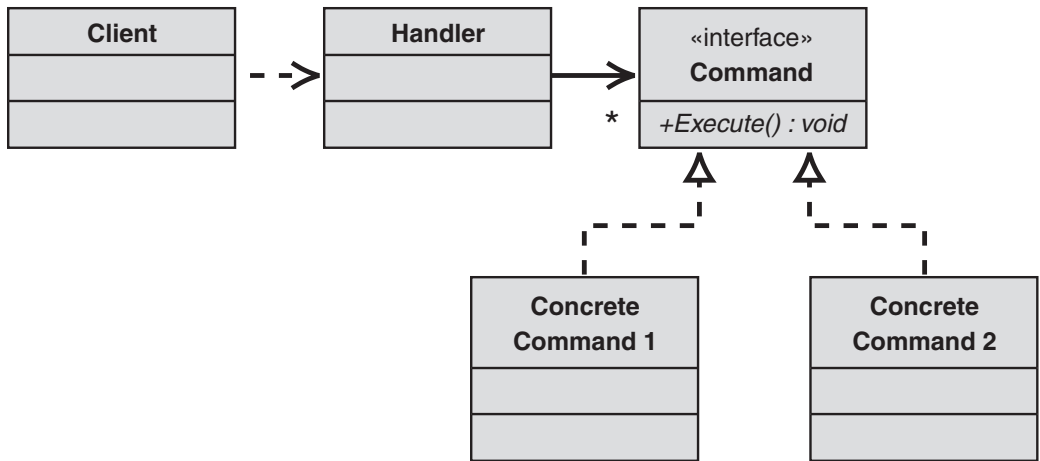 Client
Handler
«interface»
Command
*
+Execute() : void
Concrete
Command 1
Concrete
Command 2